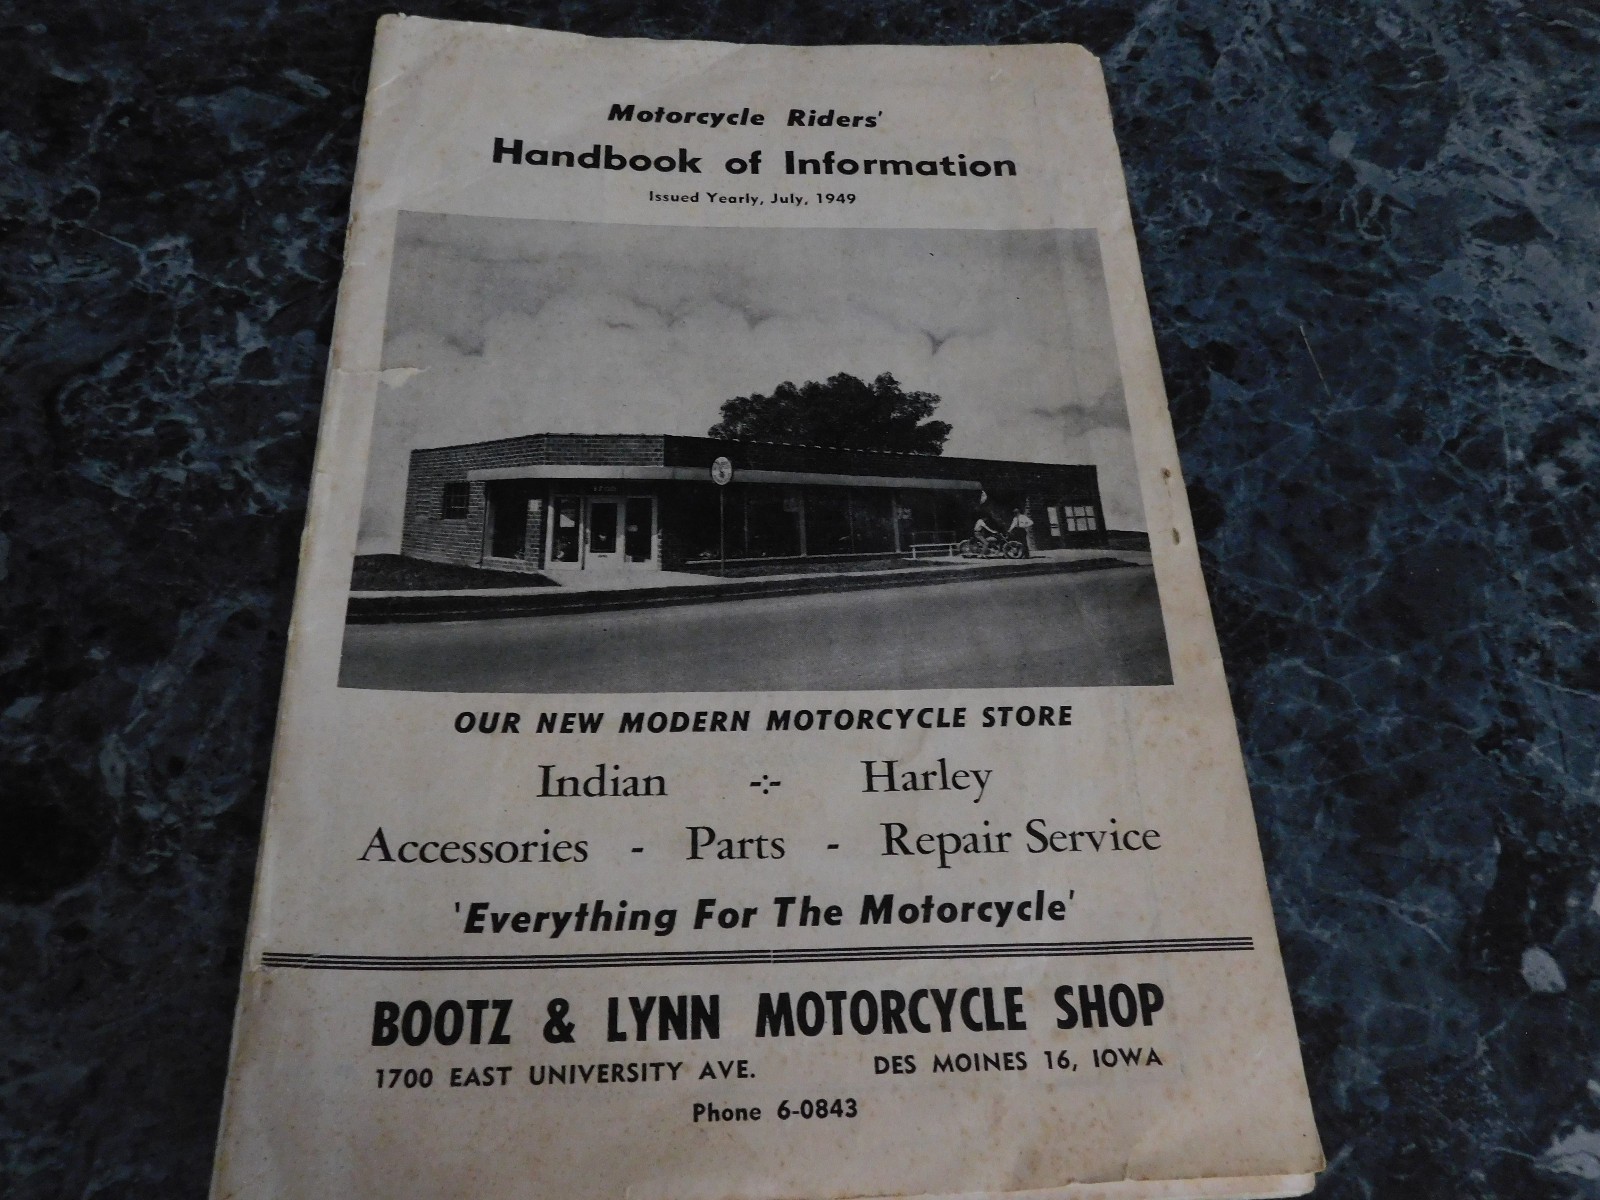 Motorcycle Riders'
Handbook of Information
Issued Yearly, July, 1949
1700
OUR NEW MODERN MOTORCYCLE STORE
Indian -:- Harley
Accessories - Parts - Repair Service
'Everything For The Motorcycle'
BOOTZ & LYNN MOTORCYCLE SHOP
1700 EAST UNIVERSITY AVE. DES MOINES 16, IOWA
Phone 6-0843